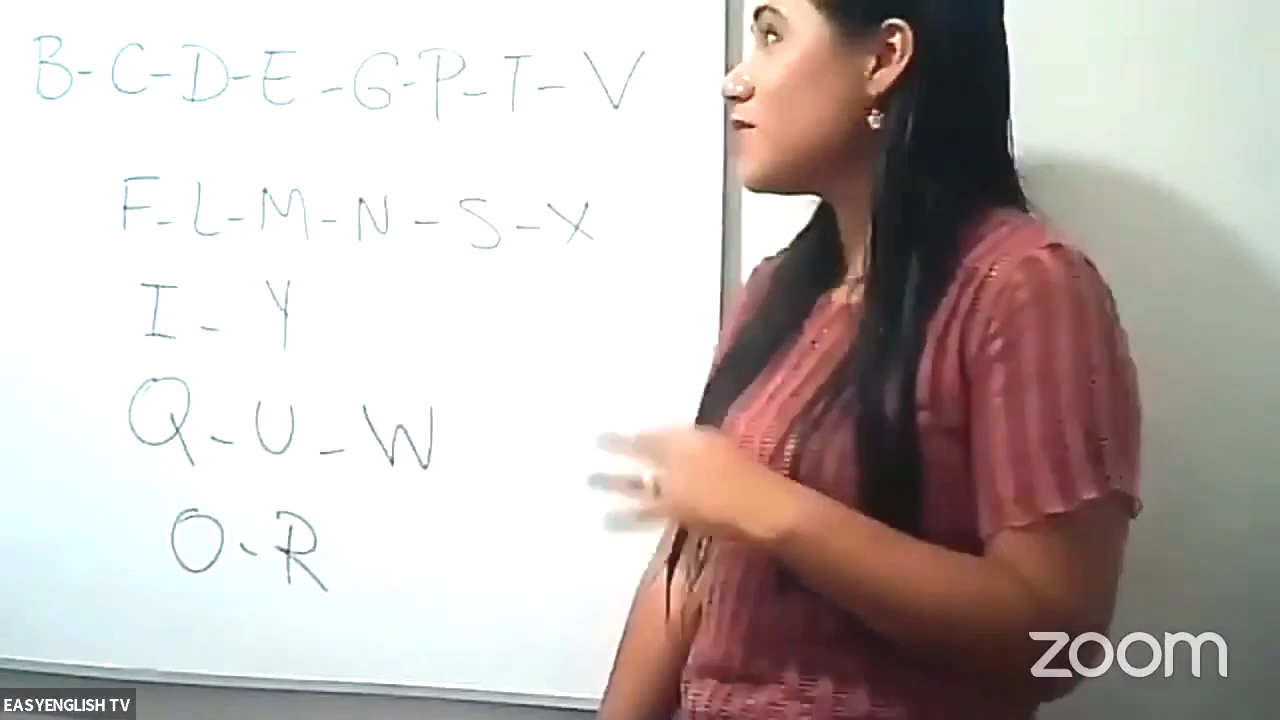 B-C-D-E-G-P-T-V
F-L-M-N-S-X
I-Y
Q-U-W
O-R
zoom
EASYENGLISH TV